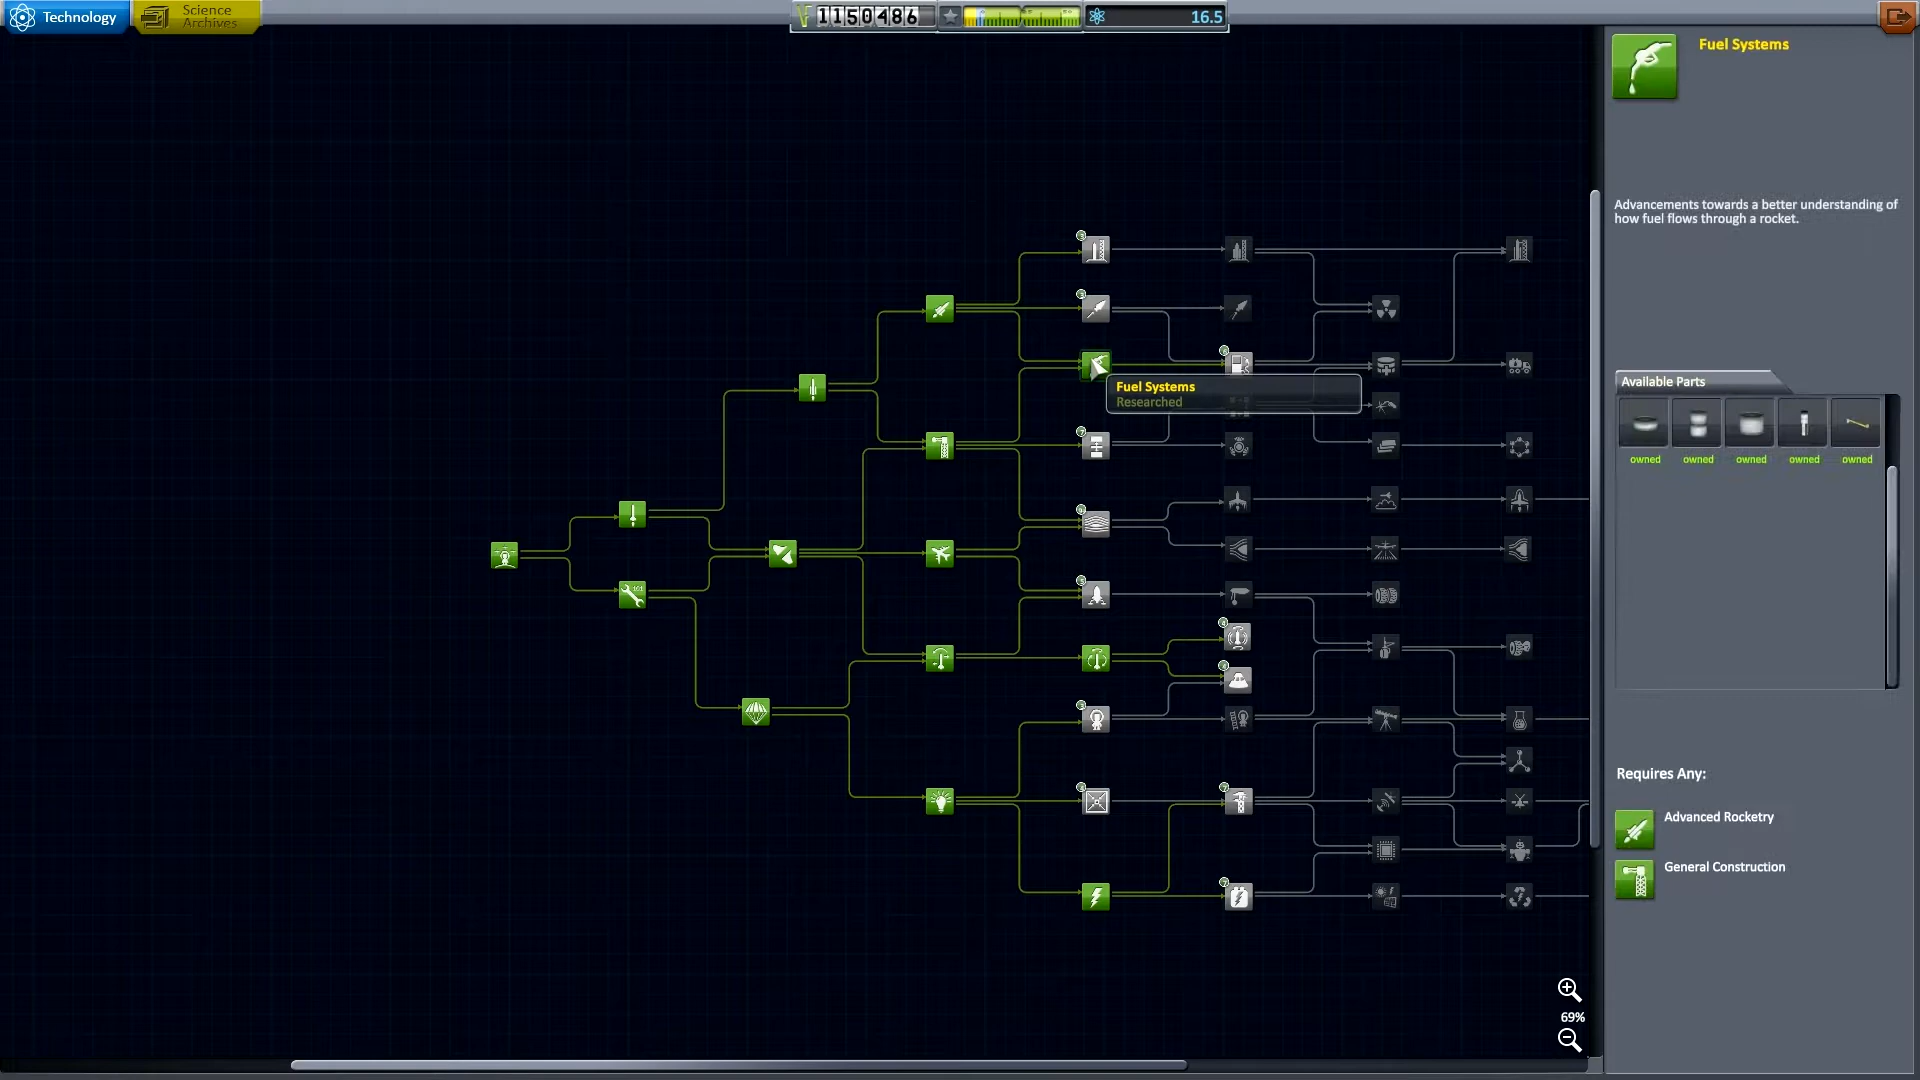 Technology
Science
Archives
1150486
16.5
Fuel Systems
Advancements towards a better understanding of
how fuel flows through a rocket.
Fuel Systems
Researched
Available Parts
owned owned owned owned owned
Requires Any:
Advanced Rocketry
General Construction
69%